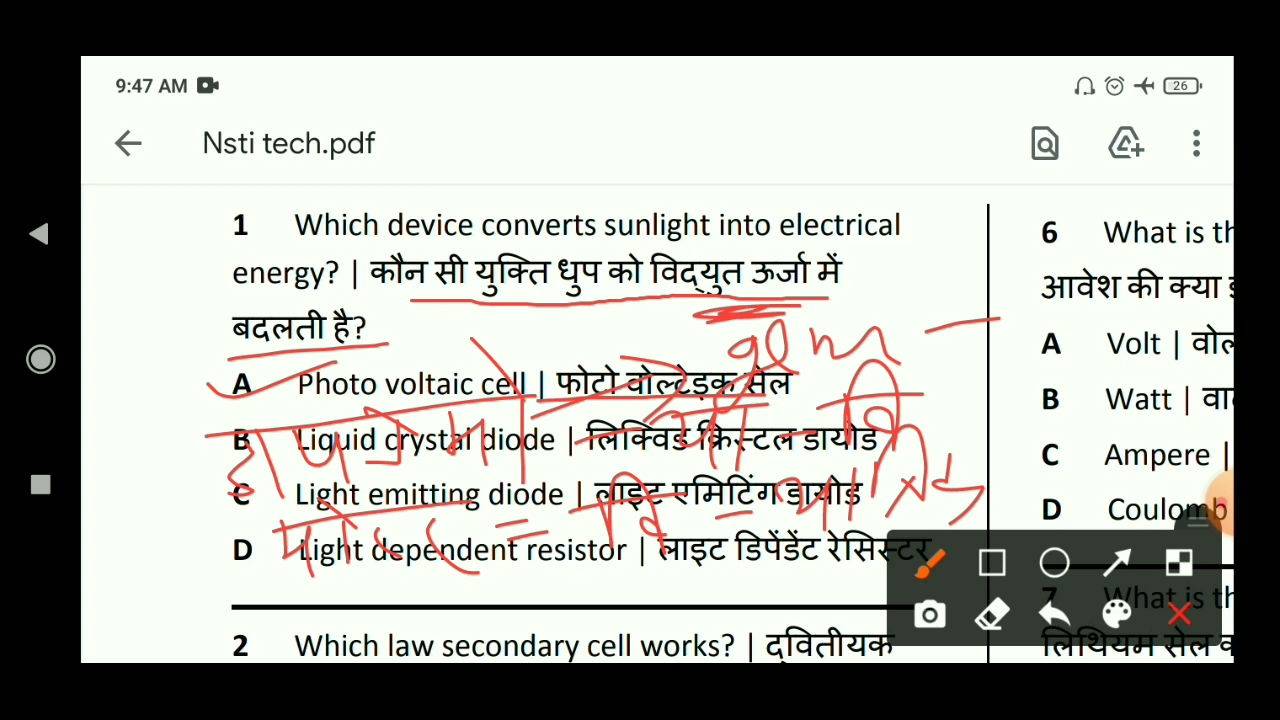 9:47 AM
26
Nsti tech.pdf
1 Which device converts sunlight into electrical
energy? | कौन सी युक्ति धुप को विद्युत ऊर्जा में
बदलती है?
A Photo voltaic cell | फोटो वोल्टेइक सेल
B Liquid crystal diode | लिक्विड क्रिस्टल डायोड
C Light emitting diode | लाइट एमिटिंग डायोड
D Light dependent resistor | लाइट डिपेंडेंट रेसिस्टर
2 Which law secondary cell works? | द्वितीयक
6 What is th
आवेश की क्या
A Volt | वोल
B Watt | वा
C Ampere |
D Coulomb
7 What is th
लिथियम सेल